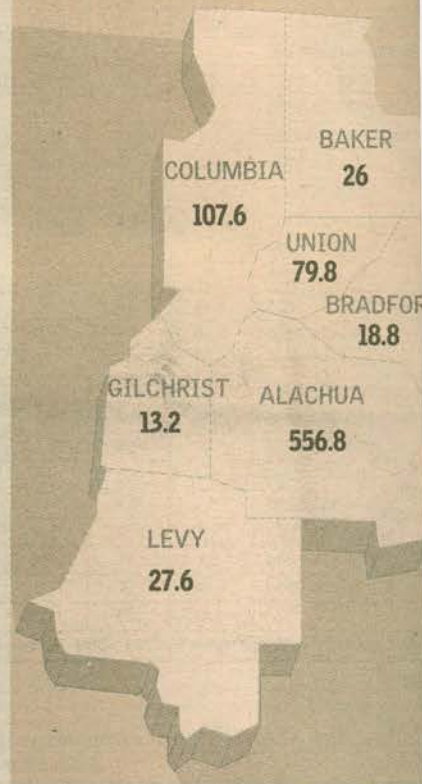 BAKER
26
COLUMBIA
107.6
UNION
79.8
BRADFOR
18.8
GILCHRIST
13.2
ALACHUA
556.8
LEVY
27.6